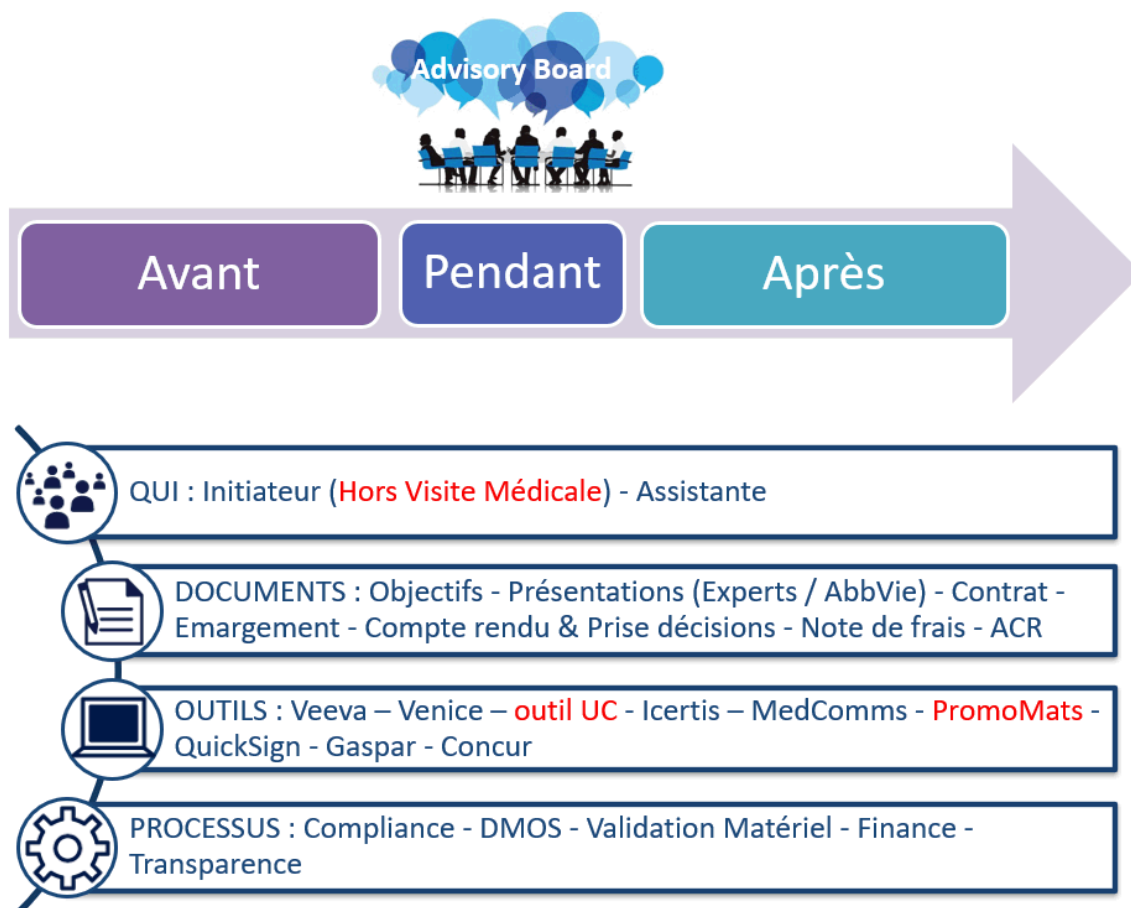 Advisory Board
Avant
Pendant
Après
QUI : Initiateur (Hors Visite Médicale) - Assistante
DOCUMENTS : Objectifs - Présentations (Experts / AbbVie) - Contrat -
Emargement - Compte rendu & Prise décisions - Note de frais - ACR
OUTILS : Veeva – Venice – outil UC - Icertis – MedComms - PromoMats -
QuickSign - Gaspar - Concur
PROCESSUS : Compliance - DMOS - Validation Matériel - Finance -
Transparence